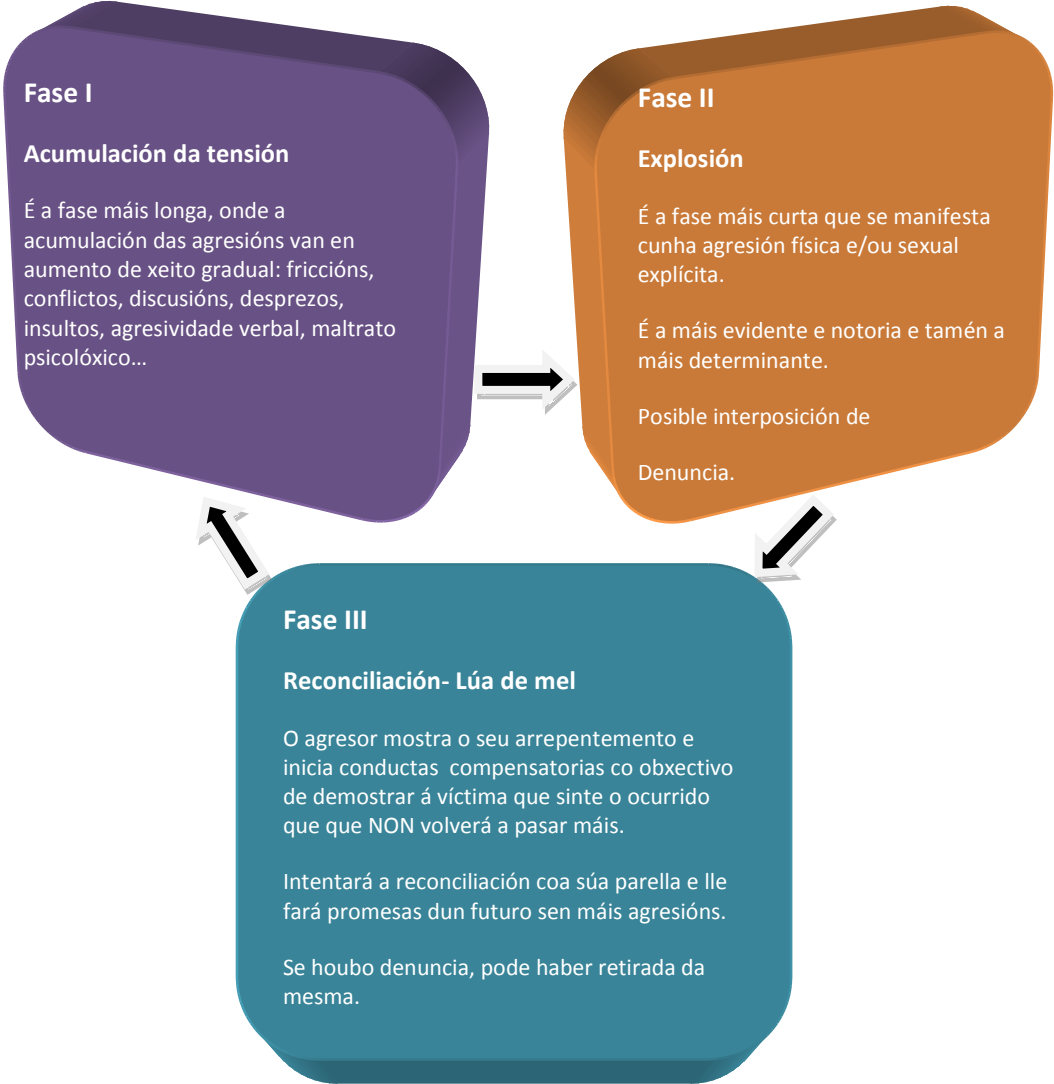 Fase I
Acumulación da tensión
É a fase máis longa, onde a
acumulación das agresións van en
aumento de xeito gradual: friccións,
conflictos, discusións, desprezos,
insultos, agresividade verbal, maltrato
psicolóxico...
Fase II
Explosión
É a fase máis curta que se manifesta
cunha agresión física e/ou sexual
explícita.
É a máis evidente e notoria e tamén a
máis determinante.
Posible interposición de
Denuncia.
Fase III
Reconciliación- Lúa de mel
O agresor mostra o seu arrepentemento e
inicia conductas  compensatorias co obxectivo
de demostrar á víctima que sinte o ocurrido
que que NON volverá a pasar máis.
Intentará a reconciliación coa súa parella e lle
fará promesas dun futuro sen máis agresións.
Se houbo denuncia, pode haber retirada da
mesma.